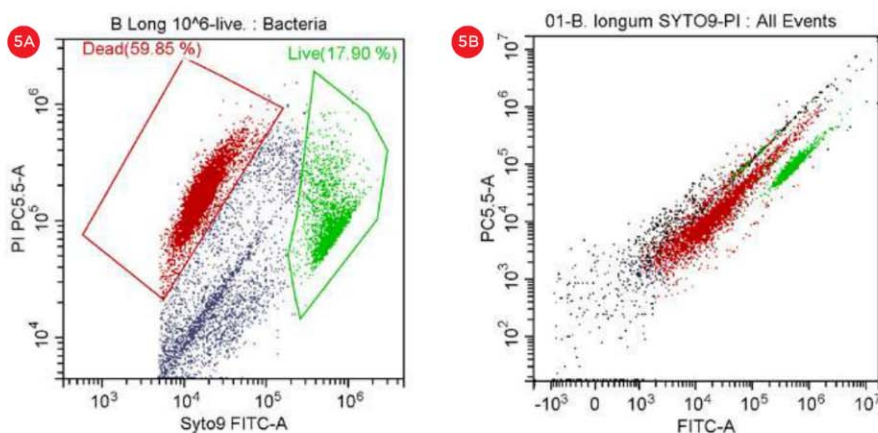 5A
B Long 10^6-live. : Bacteria
Dead(59.85 %)
Live(17.90 %)
PI PC5.5-A
10^6
10^5
10^4
10^3 10^4 10^5 10^6
Syto9 FITC-A
5B
01-B. longum SYTO9-PI : All Events
PC5.5-A
10^7
10^6
10^5
10^4
10^3
10^2
-10^3 0 10^3 10^4 10^5 10^6 10^7
FITC-A